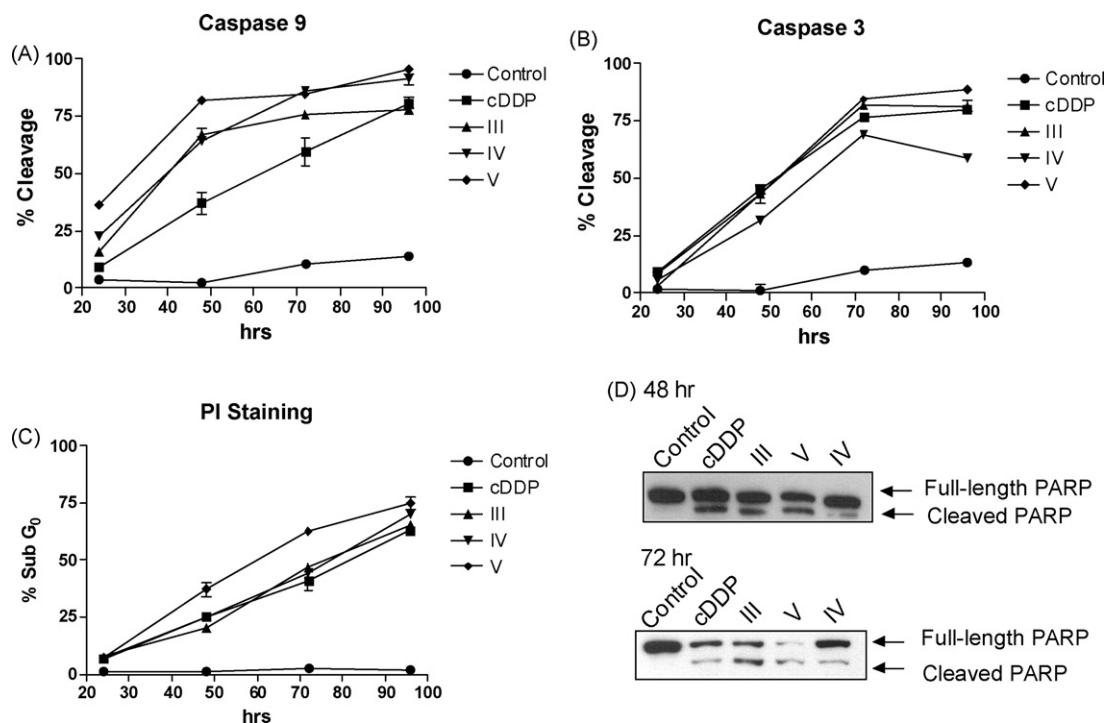 (A)
Caspase 9
% Cleavage
100
75
50
25
0
20 30 40 50 60 70 80 90 100
hrs
Control
cDDP
III
IV
V
(B)
Caspase 3
% Cleavage
100
75
50
25
0
20 30 40 50 60 70 80 90 100
hrs
Control
cDDP
III
IV
V
(C)
PI Staining
% Sub G₀
100
75
50
25
0
20 30 40 50 60 70 80 90 100
hrs
Control
cDDP
III
IV
V
(D) 48 hr
Control cDDP III V IV
Full-length PARP
Cleaved PARP
72 hr
Control cDDP III V IV
Full-length PARP
Cleaved PARP